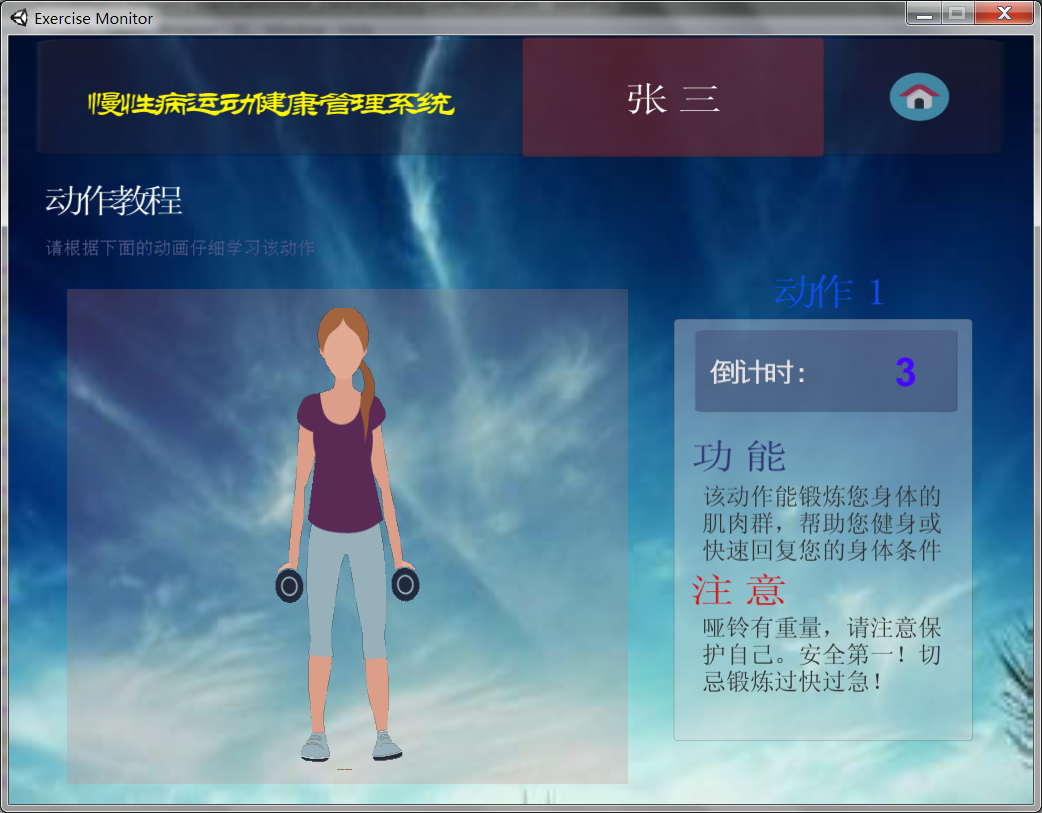 Exercise Monitor
慢性病运动健康管理系统
张 三
动作教程
请根据下面的动画仔细学习该动作
动作 1
倒计时: 3
功 能
该动作能锻炼您身体的
肌肉群，帮助您健身或
快速回复您的身体条件
注 意
哑铃有重量，请注意保
护自己。安全第一！切
忌锻炼过快过急！